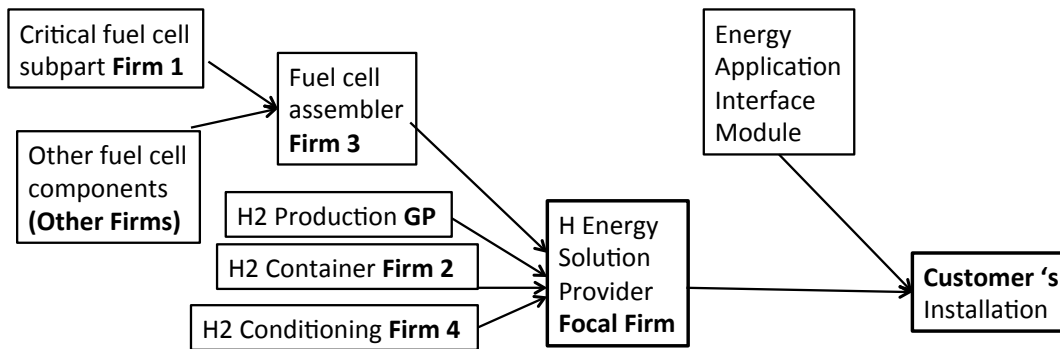 Critical fuel cell
subpart Firm 1
Other fuel cell
components
(Other Firms)
Fuel cell
assembler
Firm 3
H2 Production GP
H2 Container Firm 2
H2 Conditioning Firm 4
H Energy
Solution
Provider
Focal Firm
Energy
Application
Interface
Module
Customer ‘s
Installation